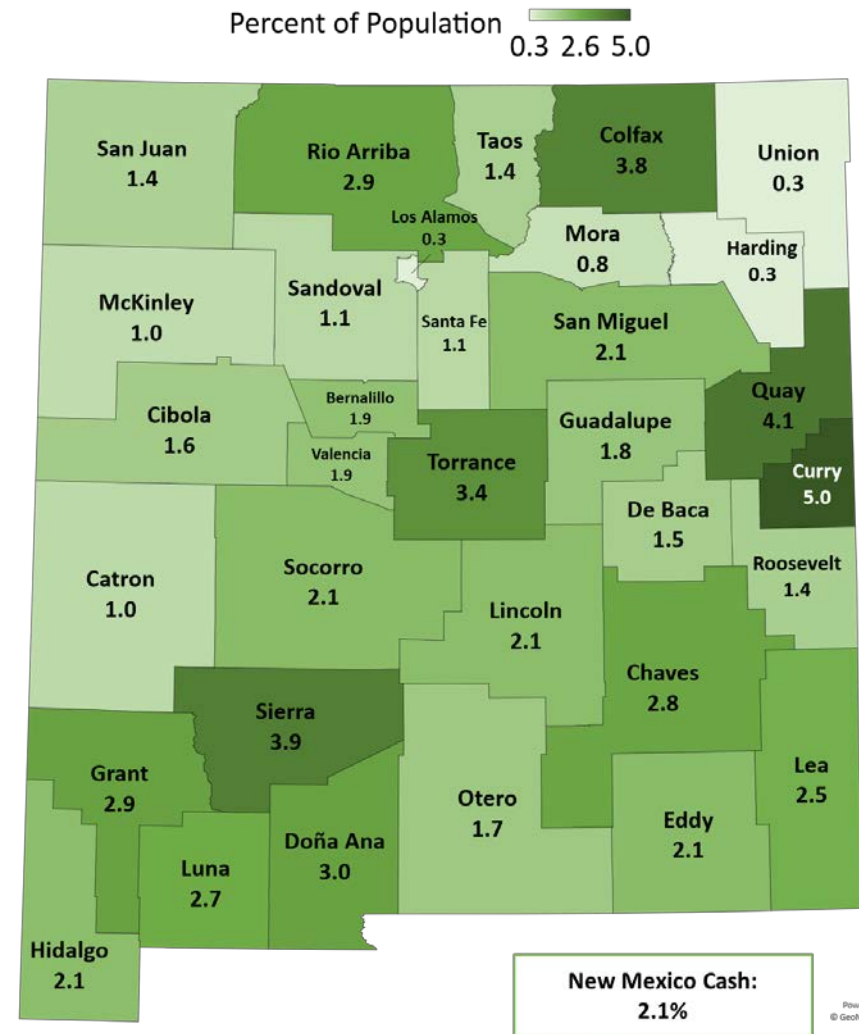 Percent of Population
0.3 2.6 5.0
San Juan
1.4
Rio Arriba
2.9
Taos
1.4
Colfax
3.8
Union
0.3
Los Alamos
0.3
Mora
0.8
Harding
0.3
McKinley
1.0
Sandoval
1.1
Santa Fe
1.1
San Miguel
2.1
Quay
4.1
Cibola
1.6
Bernalillo
1.9
Valencia
1.9
Torrance
3.4
Guadalupe
1.8
Curry
5.0
De Baca
1.5
Roosevelt
1.4
Catron
1.0
Socorro
2.1
Lincoln
2.1
Chaves
2.8
Sierra
3.9
Grant
2.9
Lea
2.5
Otero
1.7
Eddy
2.1
Doña Ana
3.0
Luna
2.7
Hidalgo
2.1
New Mexico Cash:
2.1%